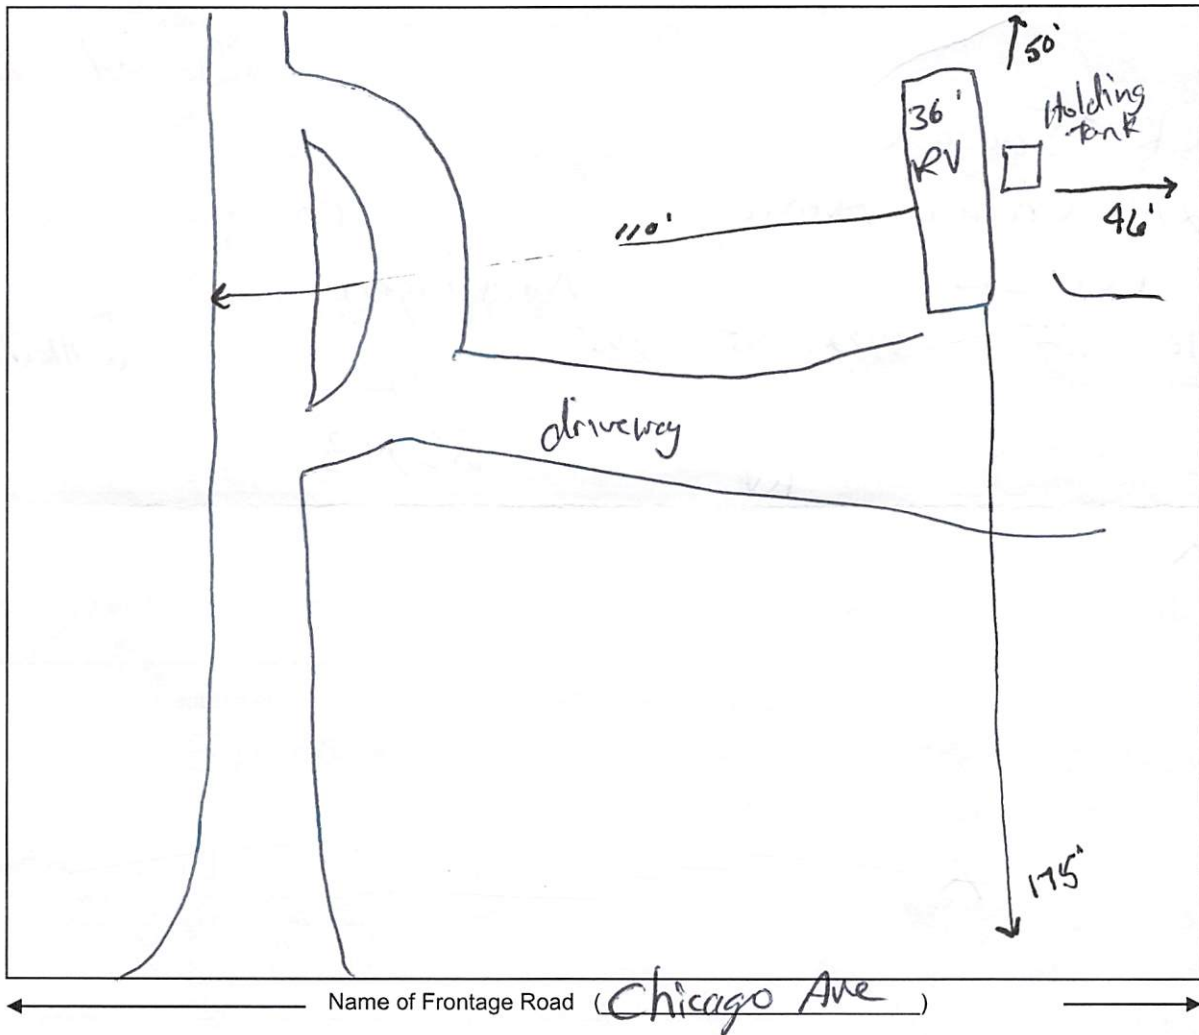 50'
36'
RV
Holding
tank
46'
110'
driveway
175'
Name of Frontage Road (Chicago Ave)